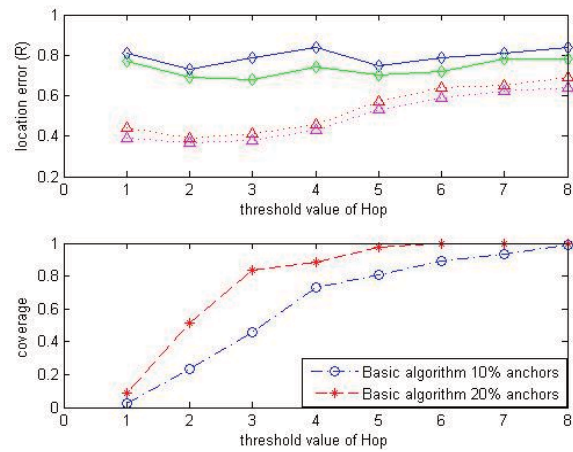 1
0.8
0.6
0.4
0.2
location error (R)
0 1 2 3 4 5 6 7 8
threshold value of Hop
1
0.8
0.6
0.4
0.2
0
coverage
Basic algorithm 10% anchors
Basic algorithm 20% anchors
0 1 2 3 4 5 6 7 8
threshold value of Hop